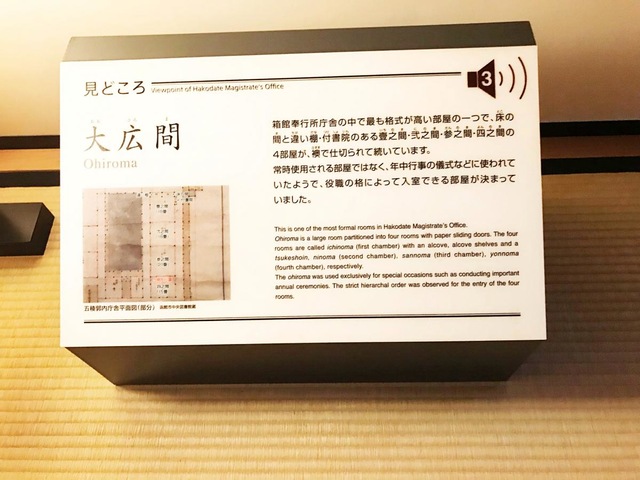 見どころ Viewpoint of Hakodate Magistrate's Office
3
大広間
Ohiroma
箱館奉行所庁舎の中で最も格式が高い部屋の一つで、床の
間と違い棚・付書院のある壹之間・弐之間・参之間・四之間の
4部屋が、襖で仕切られて続いています。
常時使用される部屋ではなく、年中行事の儀式などに使われて
いたようで、役職の格によって入室できる部屋が決まって
いました。
This is one of the most formal rooms in Hakodate Magistrate's Office.
Ohiroma is a large room partitioned into four rooms with paper sliding doors. The four
rooms are called ichinoma (first chamber) with an alcove, alcove shelves and a
tsukeshoin, ninoma (second chamber), sannoma (third chamber), yonnoma
(fourth chamber), respectively.
The ohiroma was used exclusively for special occasions such as conducting important
annual ceremonies. The strict hierarchal order was observed for the entry of the four
rooms.
五稜郭内庁舎平面図(部分) 函館市中央図書館蔵